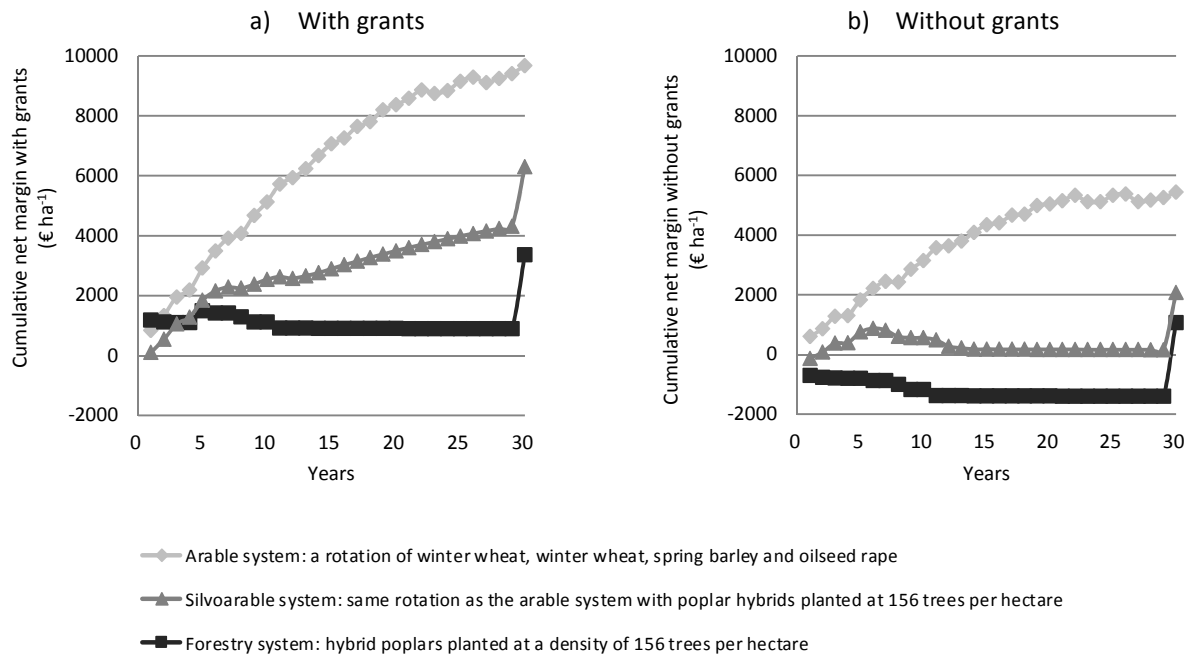 a) With grants
Cumulative net margin with grants
(€ ha⁻¹)
10000
8000
6000
4000
2000
0
-2000
0 5 10 15 20 25 30
Years
b) Without grants
Cumulative net margin without grants
(€ ha⁻¹)
10000
8000
6000
4000
2000
0
-2000
0 5 10 15 20 25 30
Years
Arable system: a rotation of winter wheat, winter wheat, spring barley and oilseed rape
Silvoarable system: same rotation as the arable system with poplar hybrids planted at 156 trees per hectare
Forestry system: hybrid poplars planted at a density of 156 trees per hectare